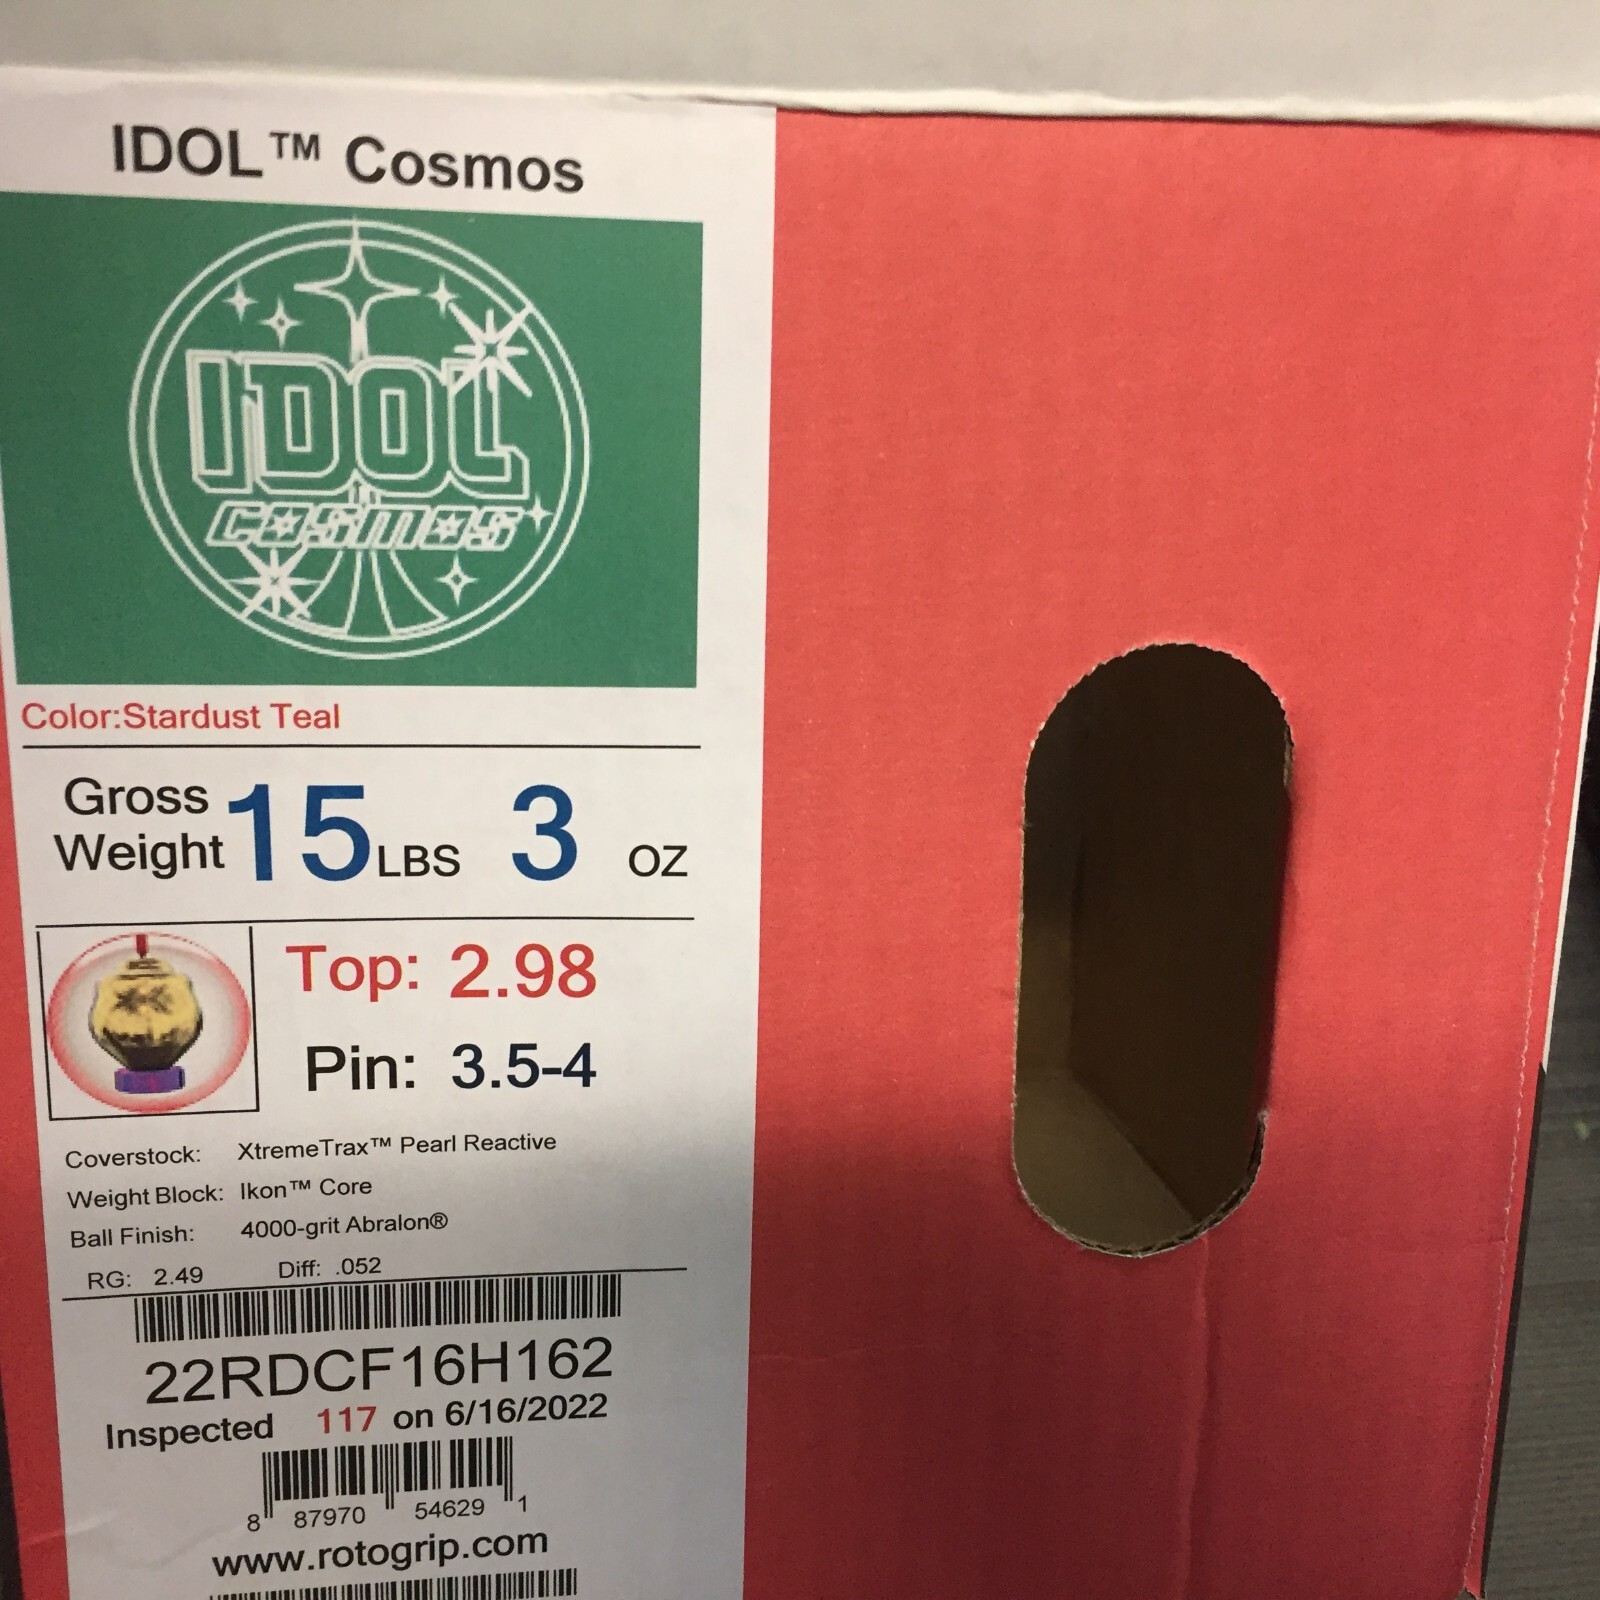 IDOL™ Cosmos
IDOL
COSMOS
Color:Stardust Teal
Gross Weight 15 LBS 3 OZ
Top: 2.98
Pin: 3.5-4
Coverstock: XtremeTrax™ Pearl Reactive
Weight Block: Ikon™ Core
Ball Finish: 4000-grit Abralon®
RG: 2.49 Diff: .052
22RDCF16H162
Inspected 117 on 6/16/2022
8 87970 54629 1
www.rotogrip.com